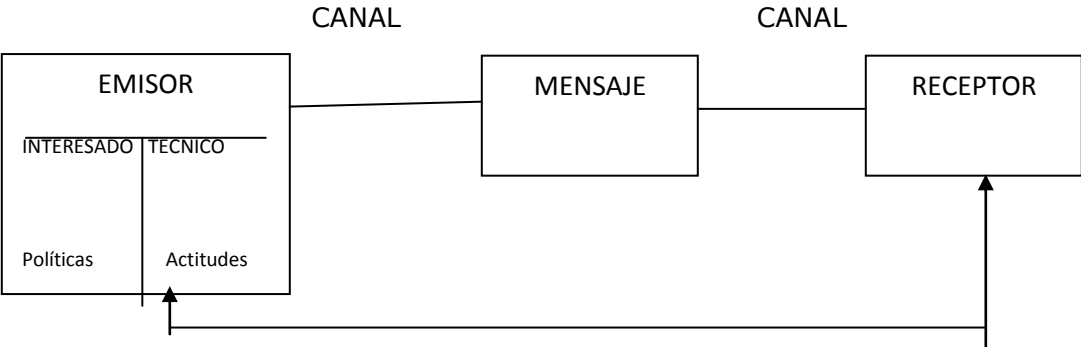 CANAL CANAL
EMISOR MENSAJE RECEPTOR
INTERESADO TECNICO
Políticas Actitudes